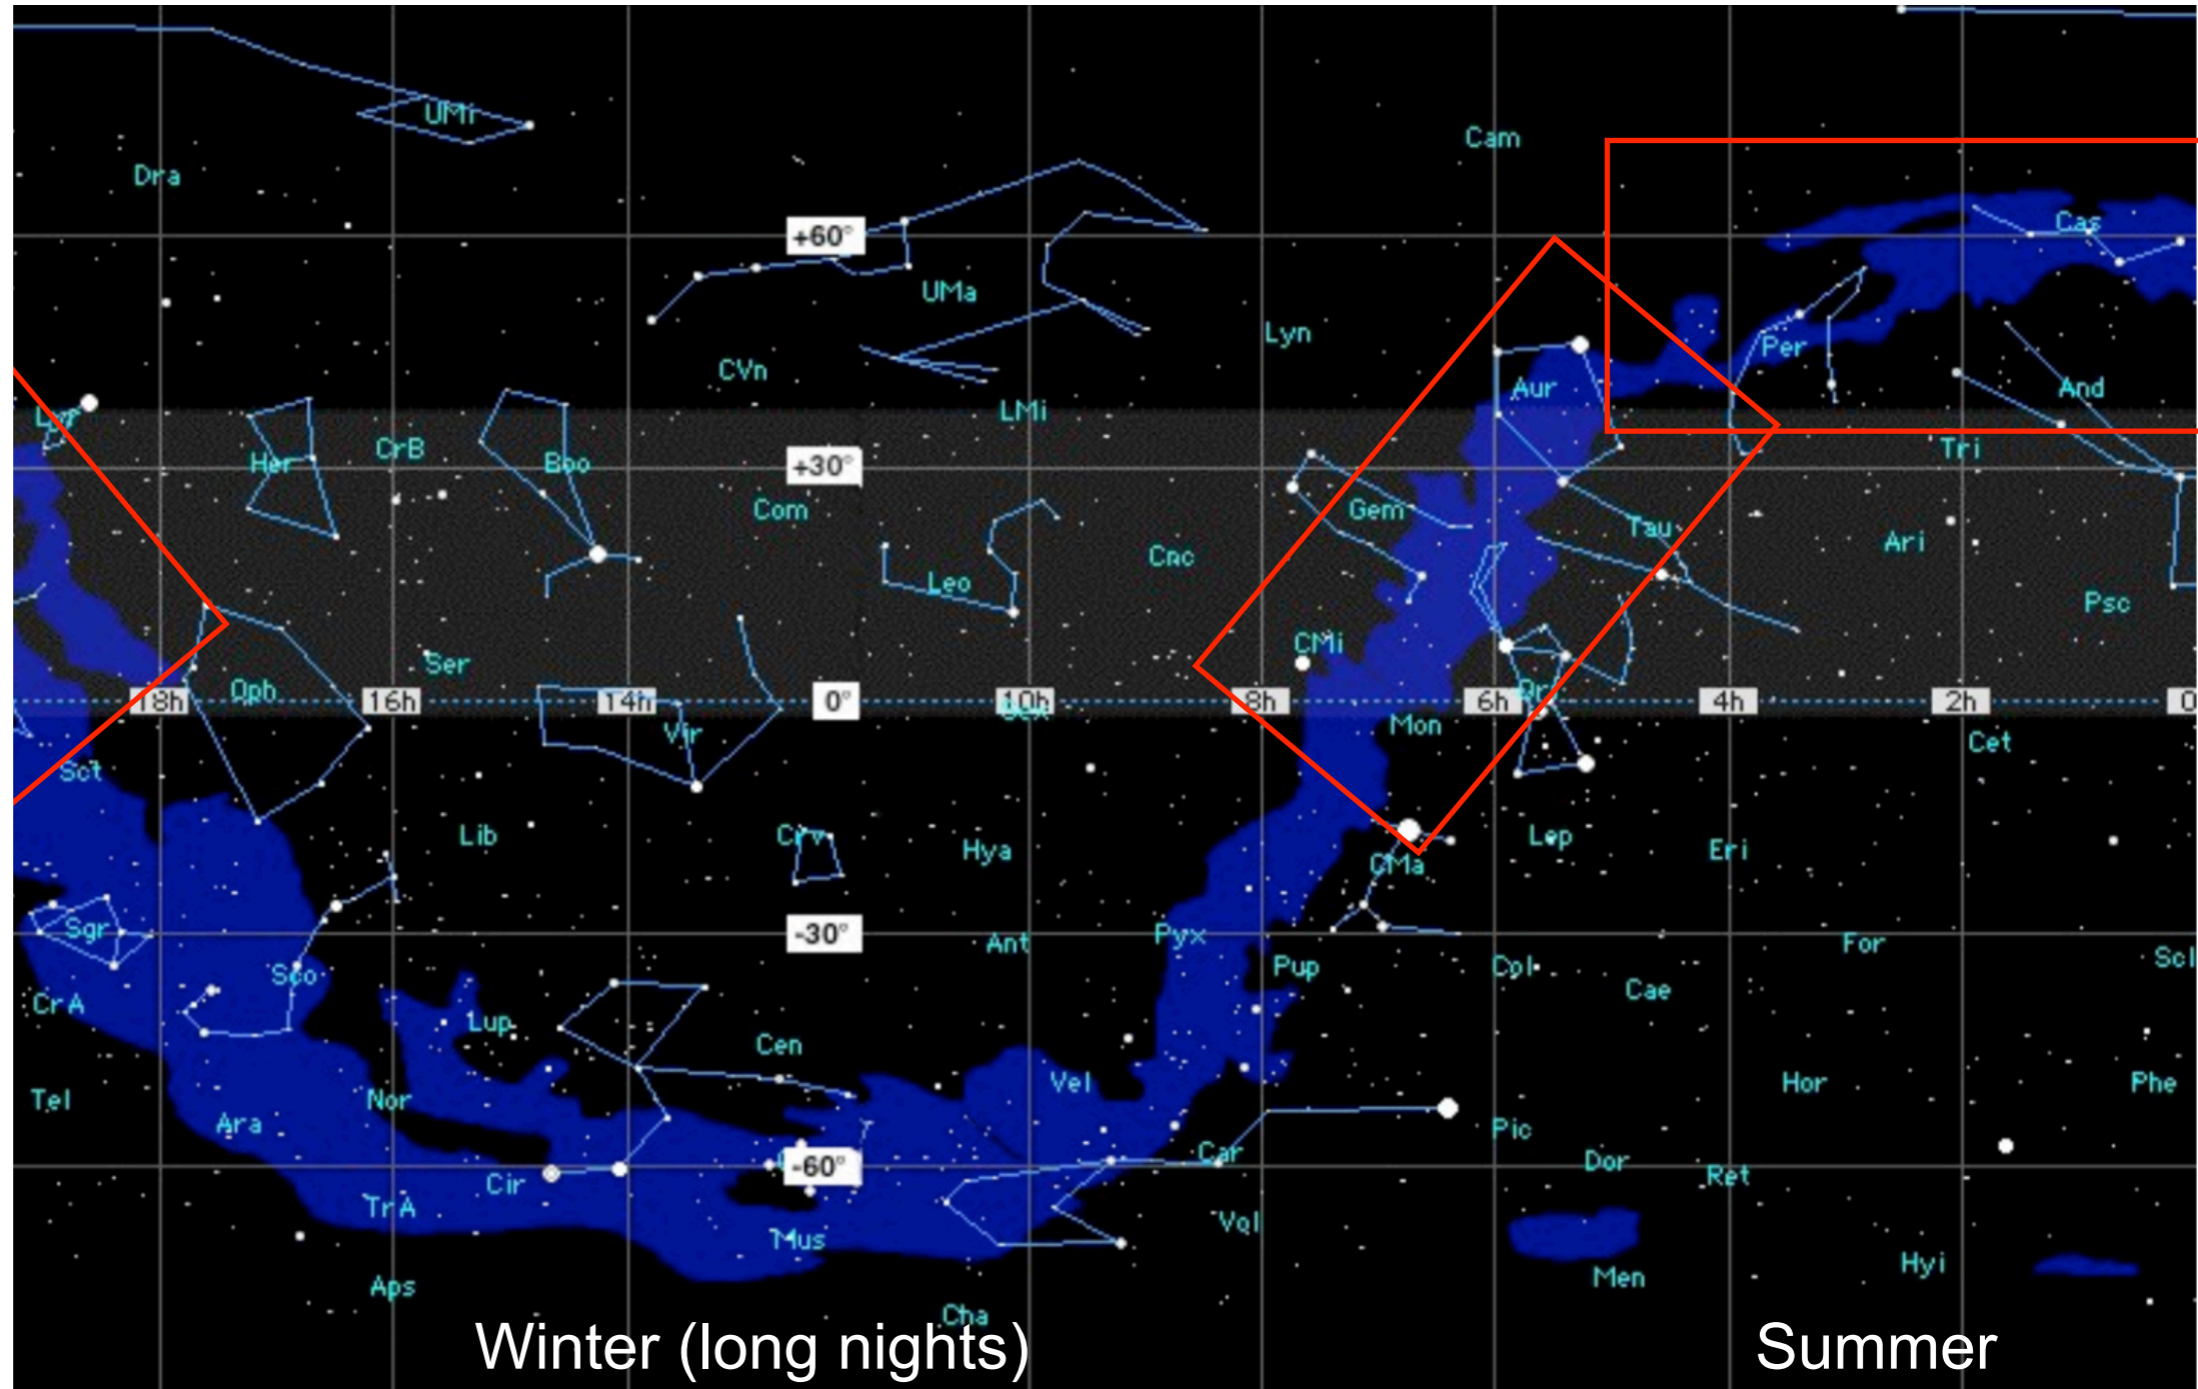 UMi
Cam
Dra
Cas
+60°
UMa
Lyn
Per
CVn
Aur
And
LMi
Lyr
Her
CrB
Boo
+30°
Tri
Com
Gem
Tau
Cnc
Leo
Ari
Psc
CMi
Ser
Oph
18h
16h
14h
0°
10h
8h
6h
4h
2h
0
Ori
Sex
Vir
Mon
Cet
Sct
Lib
Crv
Hya
Lep
Eri
CMa
Sgr
-30°
Ant
Pyx
For
Sco
Pup
Col
Scl
CrA
Cae
Lup
Cen
Tel
Nor
Vel
Hor
Phe
Ara
Pic
Car
-60°
Dor
Ret
Cir
TrA
Vol
Mus
Hyi
Aps
Men
Cha
Winter (long nights)
Summer